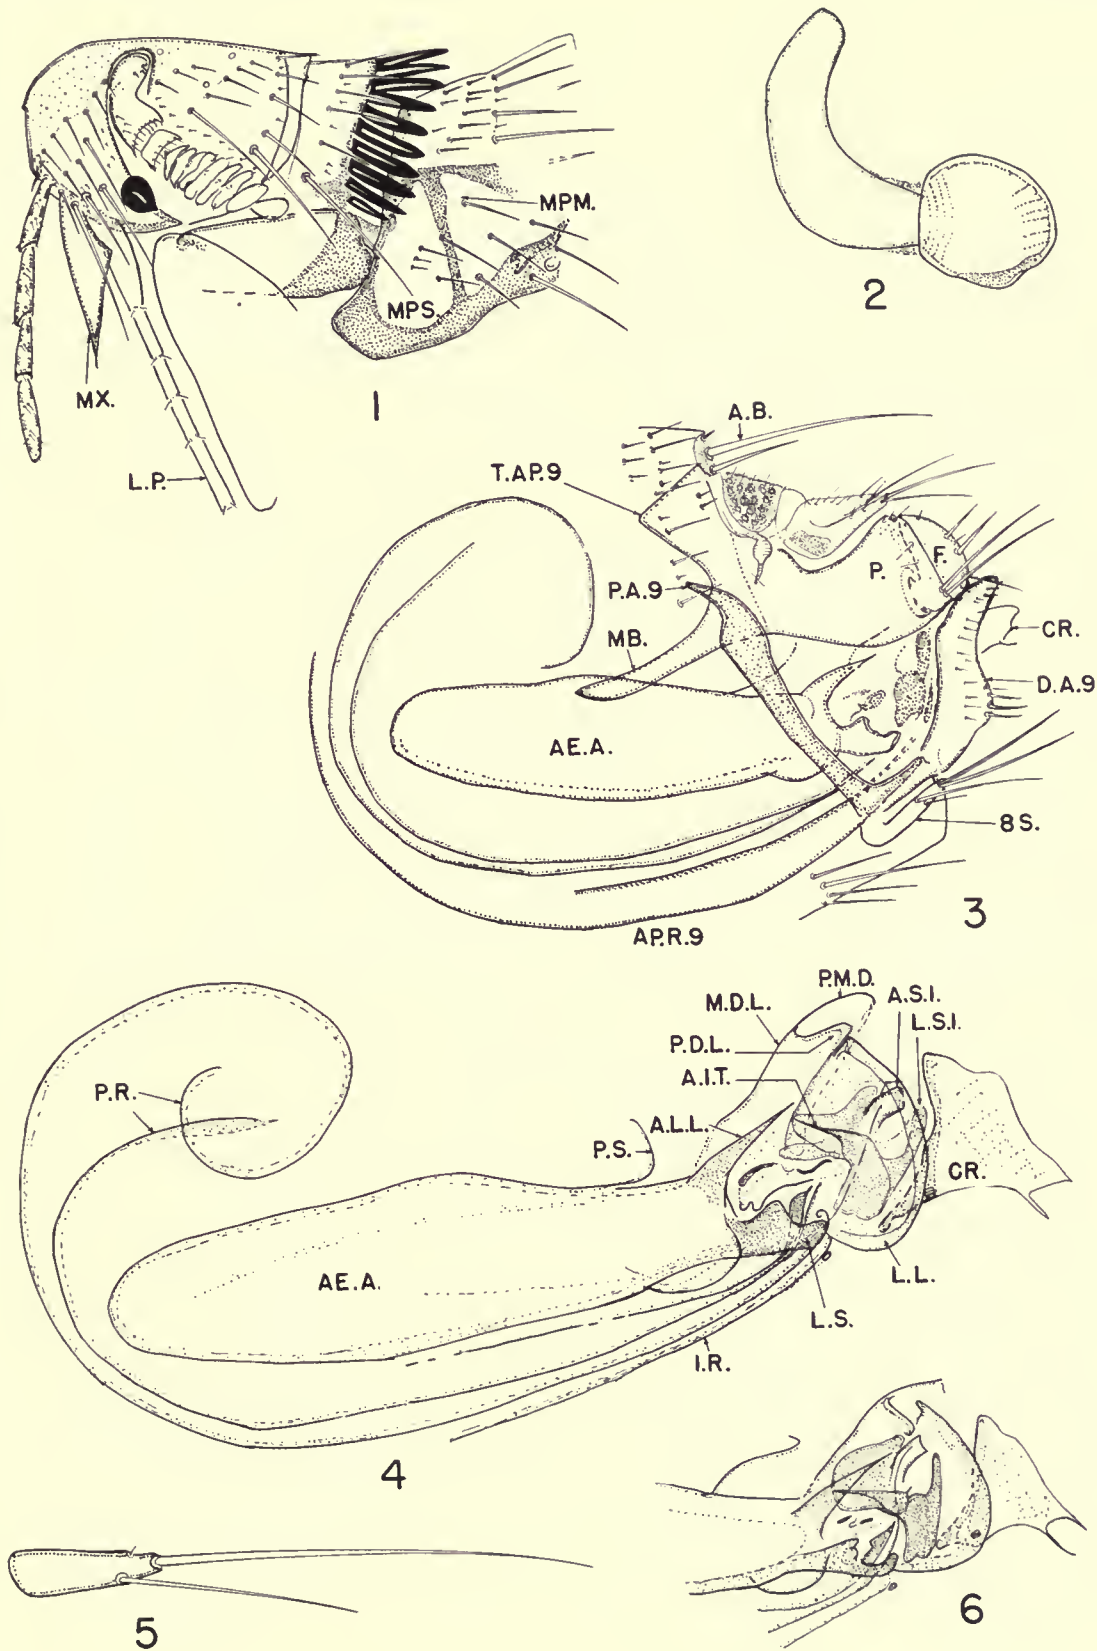 MPM.
MPS.
MX.
L.P.
1
2
A.B.
T.AP.9
P.A.9
MB.
P.
F.
CR.
D.A.9
AE.A.
8S.
AP.R.9
3
P.M.D.
M.D.L.
A.S.I.
L.S.I.
P.D.L.
A.I.T.
P.R.
A.L.L.
P.S.
CR.
AE.A.
L.L.
L.S.
I.R.
4
5
6